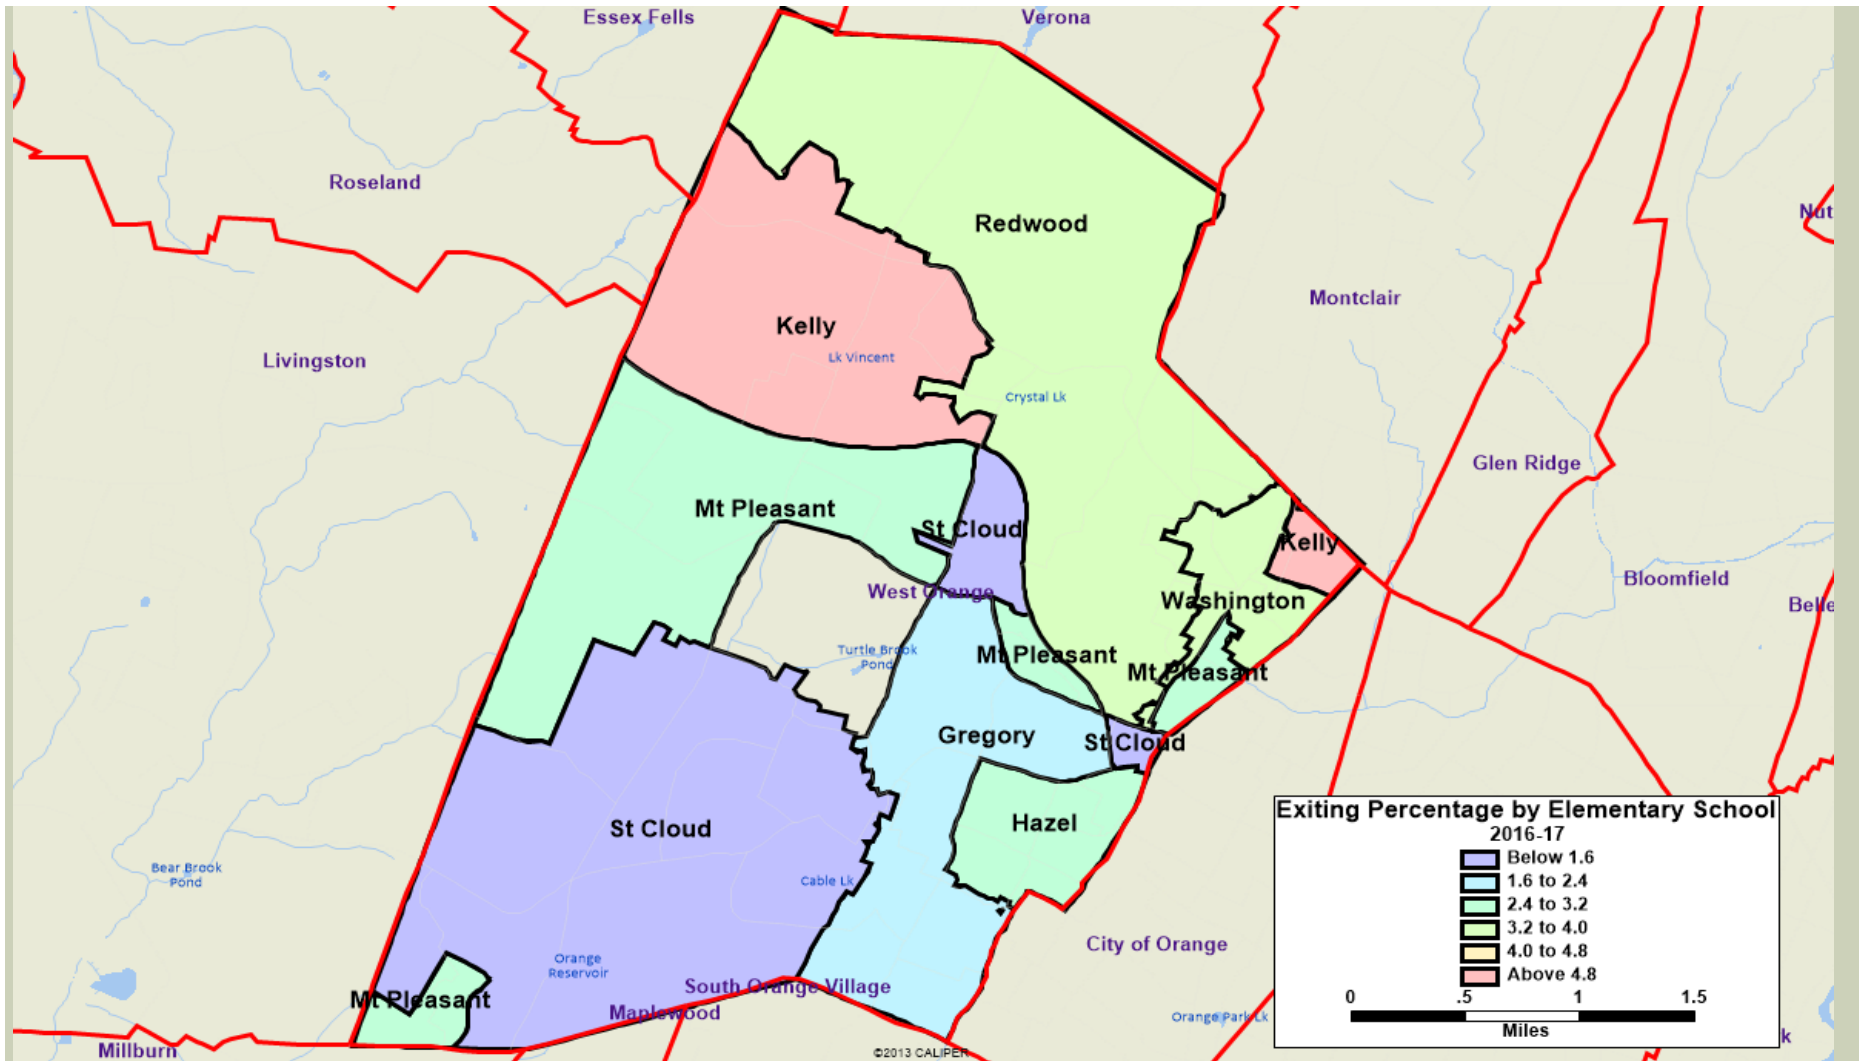 Essex Fells
Verona
Roseland
Nut
Redwood
Montclair
Kelly
Livingston
Lk Vincent
Crystal Lk
Glen Ridge
Mt Pleasant
St Cloud
Kelly
Bloomfield
West Orange
Washington
Belle
Turtle Brook
Pond
Mt Pleasant
Mt Pleasant
Gregory
St Cloud
St Cloud
Hazel
Bear Brook
Pond
Cable Lk
City of Orange
Orange
Reservoir
South Orange Village
Mt Pleasant
Maplewood
Orange Park Lk
k
Millburn
©2013 CALIPER
Exiting Percentage by Elementary School
2016-17
Below 1.6
1.6 to 2.4
2.4 to 3.2
3.2 to 4.0
4.0 to 4.8
Above 4.8
0 .5 1 1.5
Miles